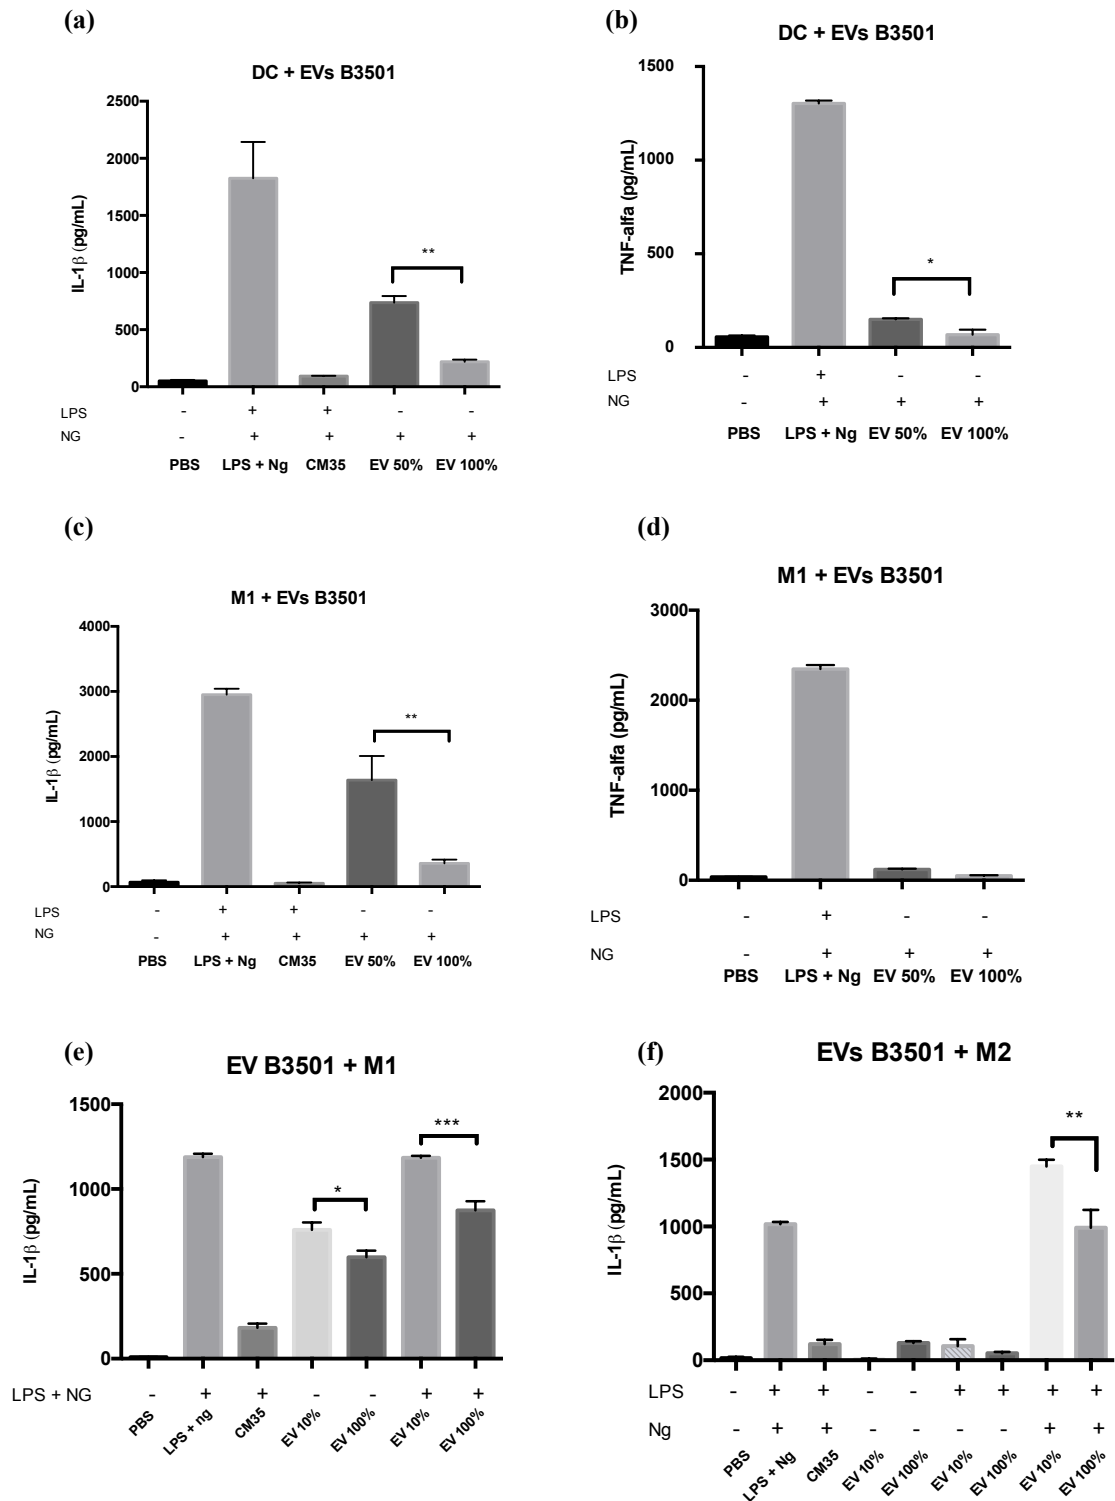 (a)
DC + EVs B3501
IL-1β (pg/mL)
2500
2000
1500
1000
500
0
**
LPS - + + - -
NG - + + + +
PBS LPS + Ng CM35 EV 50% EV 100%
(b)
DC + EVs B3501
TNF-alfa (pg/mL)
1500
1000
500
0
*
LPS - + - -
NG - + + +
PBS LPS + Ng EV 50% EV 100%
(c)
M1 + EVs B3501
IL-1β (pg/mL)
4000
3000
2000
1000
0
**
LPS - + + - -
NG - + + + +
PBS LPS + Ng CM35 EV 50% EV 100%
(d)
M1 + EVs B3501
TNF-alfa (pg/mL)
3000
2000
1000
0
LPS - + - -
NG - + + +
PBS LPS + Ng EV 50% EV 100%
(e)
EV B3501 + M1
IL-1β (pg/mL)
1500
1000
500
0
*
***
LPS + NG - + + - - + +
PBS LPS + ng CM35 EV 10% EV 100% EV 10% EV 100%
(f)
EVs B3501 + M2
IL-1β (pg/mL)
2000
1500
1000
500
0
**
LPS - + + - - + + + +
Ng - + + - - - - + +
PBS LPS + Ng CM35 EV 10% EV 100% EV 10% EV 100% EV 10% EV 100%